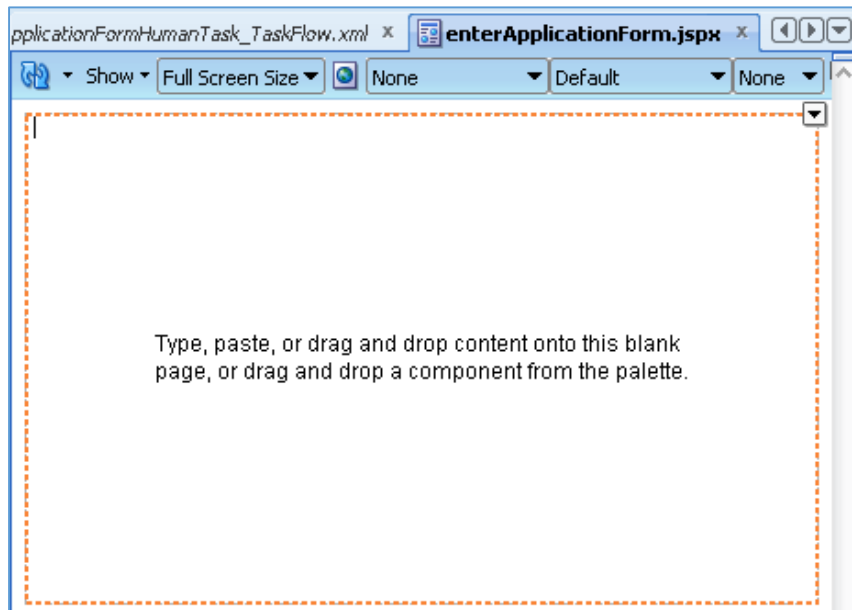 pplicationFormHumanTask_TaskFlow.xml x enterApplicationForm.jspx x
Show Full Screen Size None Default None
Type, paste, or drag and drop content onto this blank
page, or drag and drop a component from the palette.